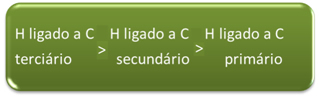 H ligado a C > H ligado a C > H ligado a C
terciário secundário primário